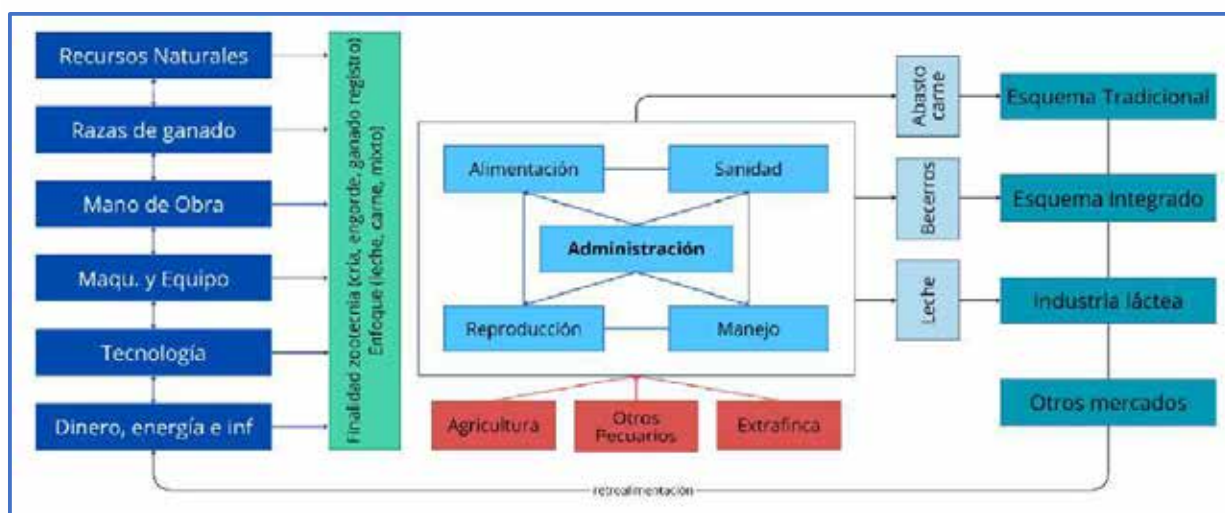 Recursos Naturales
Razas de ganado
Mano de Obra
Maqu. y Equipo
Tecnología
Dinero, energía e inf
Finalidad zootecnia (cria, engorde, ganado registro)
Enfoque (leche, carne, mixto)
Alimentación
Sanidad
Administración
Reproducción
Manejo
Agricultura
Otros
Pecuarios
Extrafinca
Abasto
carne
Becerros
Leche
Esquema Tradicional
Esquema Integrado
Industria láctea
Otros mercados
retroalimentación